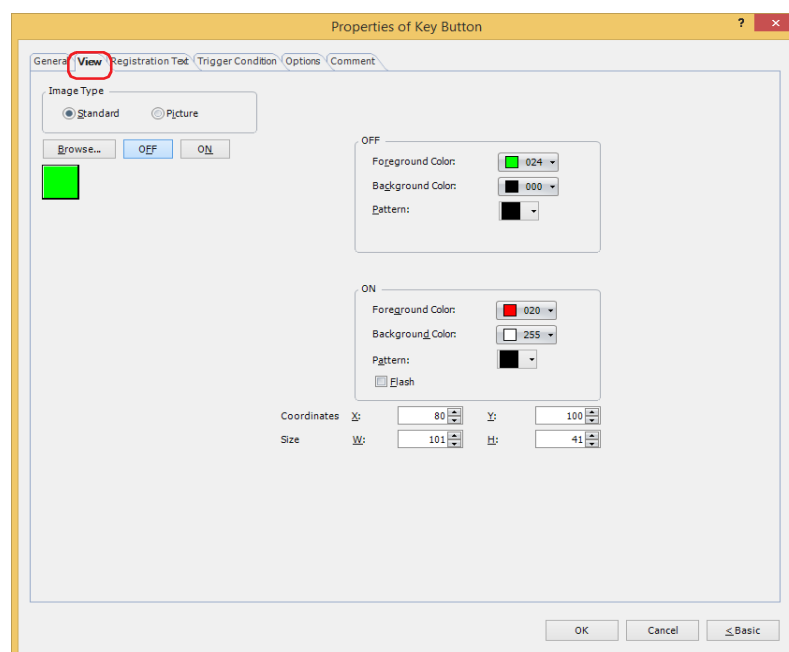 Properties of Key Button ? ×
General View Registration Text Trigger Condition Options Comment
Image Type
Standard Picture
Browse... OFF ON
OFF
Foreground Color: 024
Background Color: 000
Pattern:
ON
Foreground Color: 020
Background Color: 255
Pattern:
Flash
Coordinates X: 80 Y: 100
Size W: 101 H: 41
OK Cancel < Basic